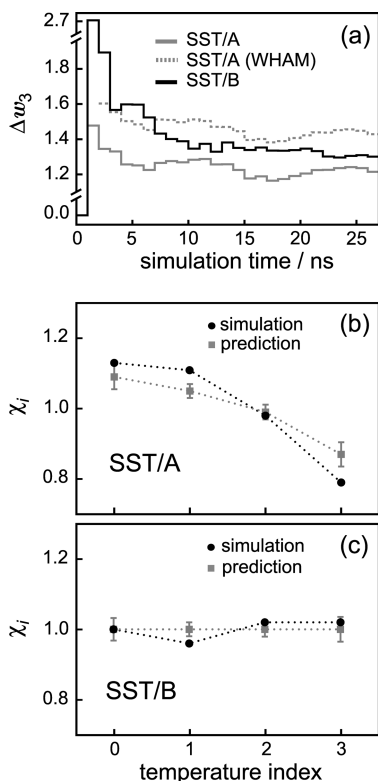 2.7
(a)
SST/A
SST/A (WHAM)
SST/B
1.8
1.6
Δw₃
1.4
1.2
0.0
0 5 10 15 20 25
simulation time / ns
(b)
simulation
prediction
1.2
1.0
χᵢ
0.8
SST/A
(c)
simulation
prediction
1.2
1.0
χᵢ
0.8
SST/B
0 1 2 3
temperature index